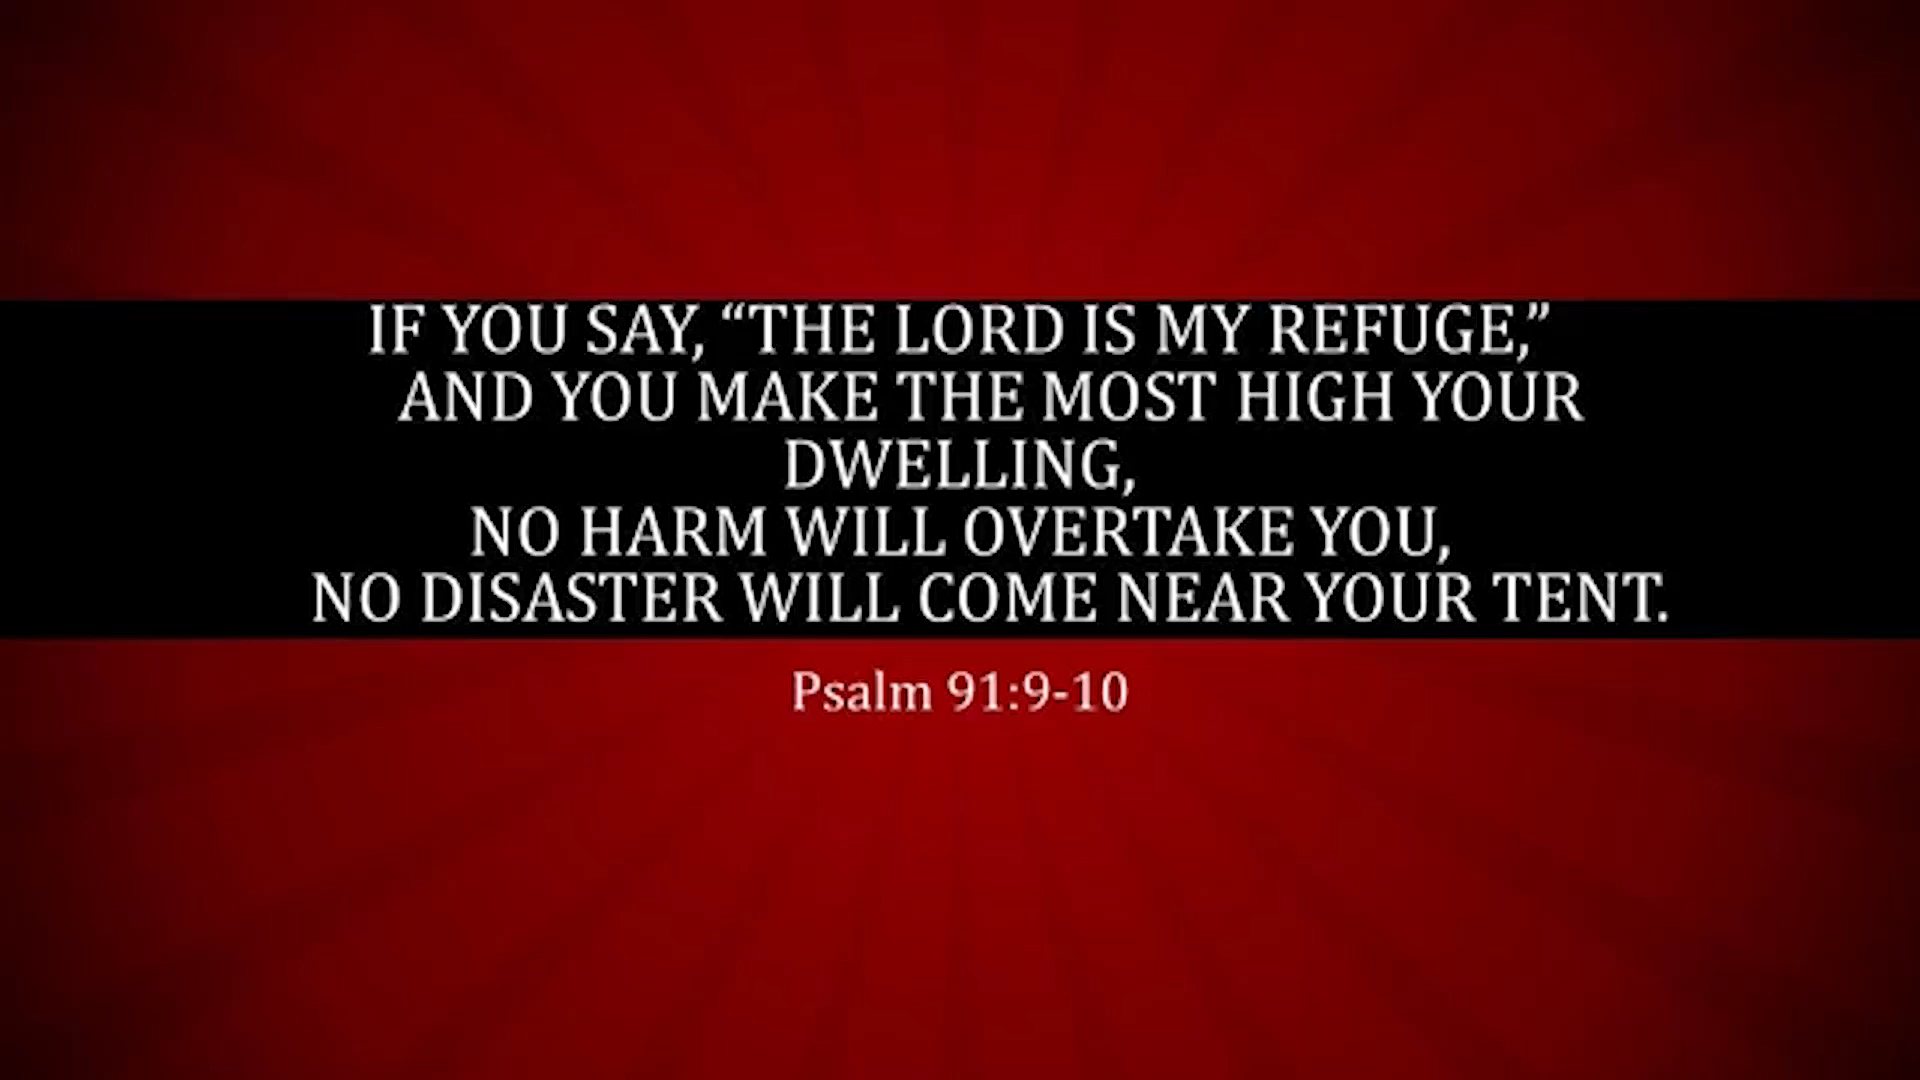 IF YOU SAY, “THE LORD IS MY REFUGE,”
AND YOU MAKE THE MOST HIGH YOUR
DWELLING,
NO HARM WILL OVERTAKE YOU,
NO DISASTER WILL COME NEAR YOUR TENT.
Psalm 91:9-10